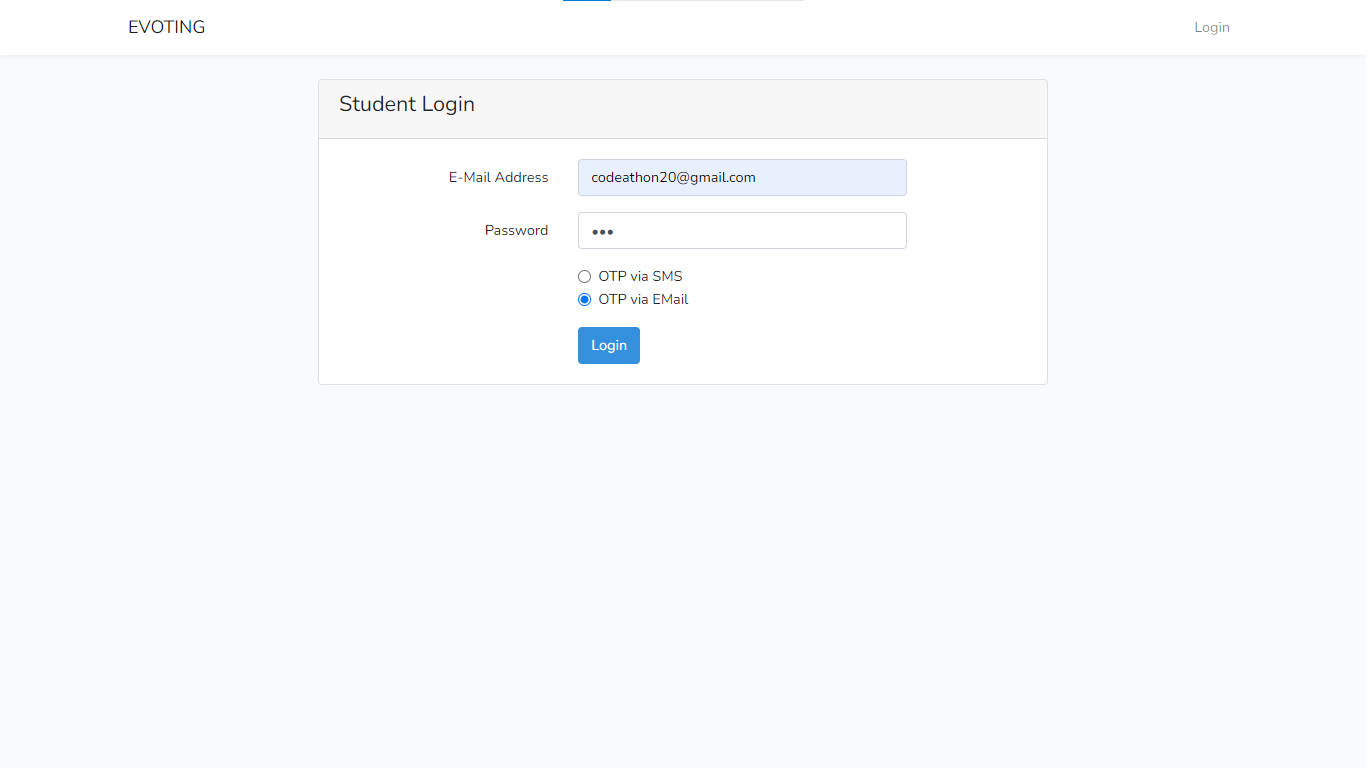 EVOTING
Login
Student Login
E-Mail Address
codeathon20@gmail.com
Password
•••
OTP via SMS
OTP via EMail
Login